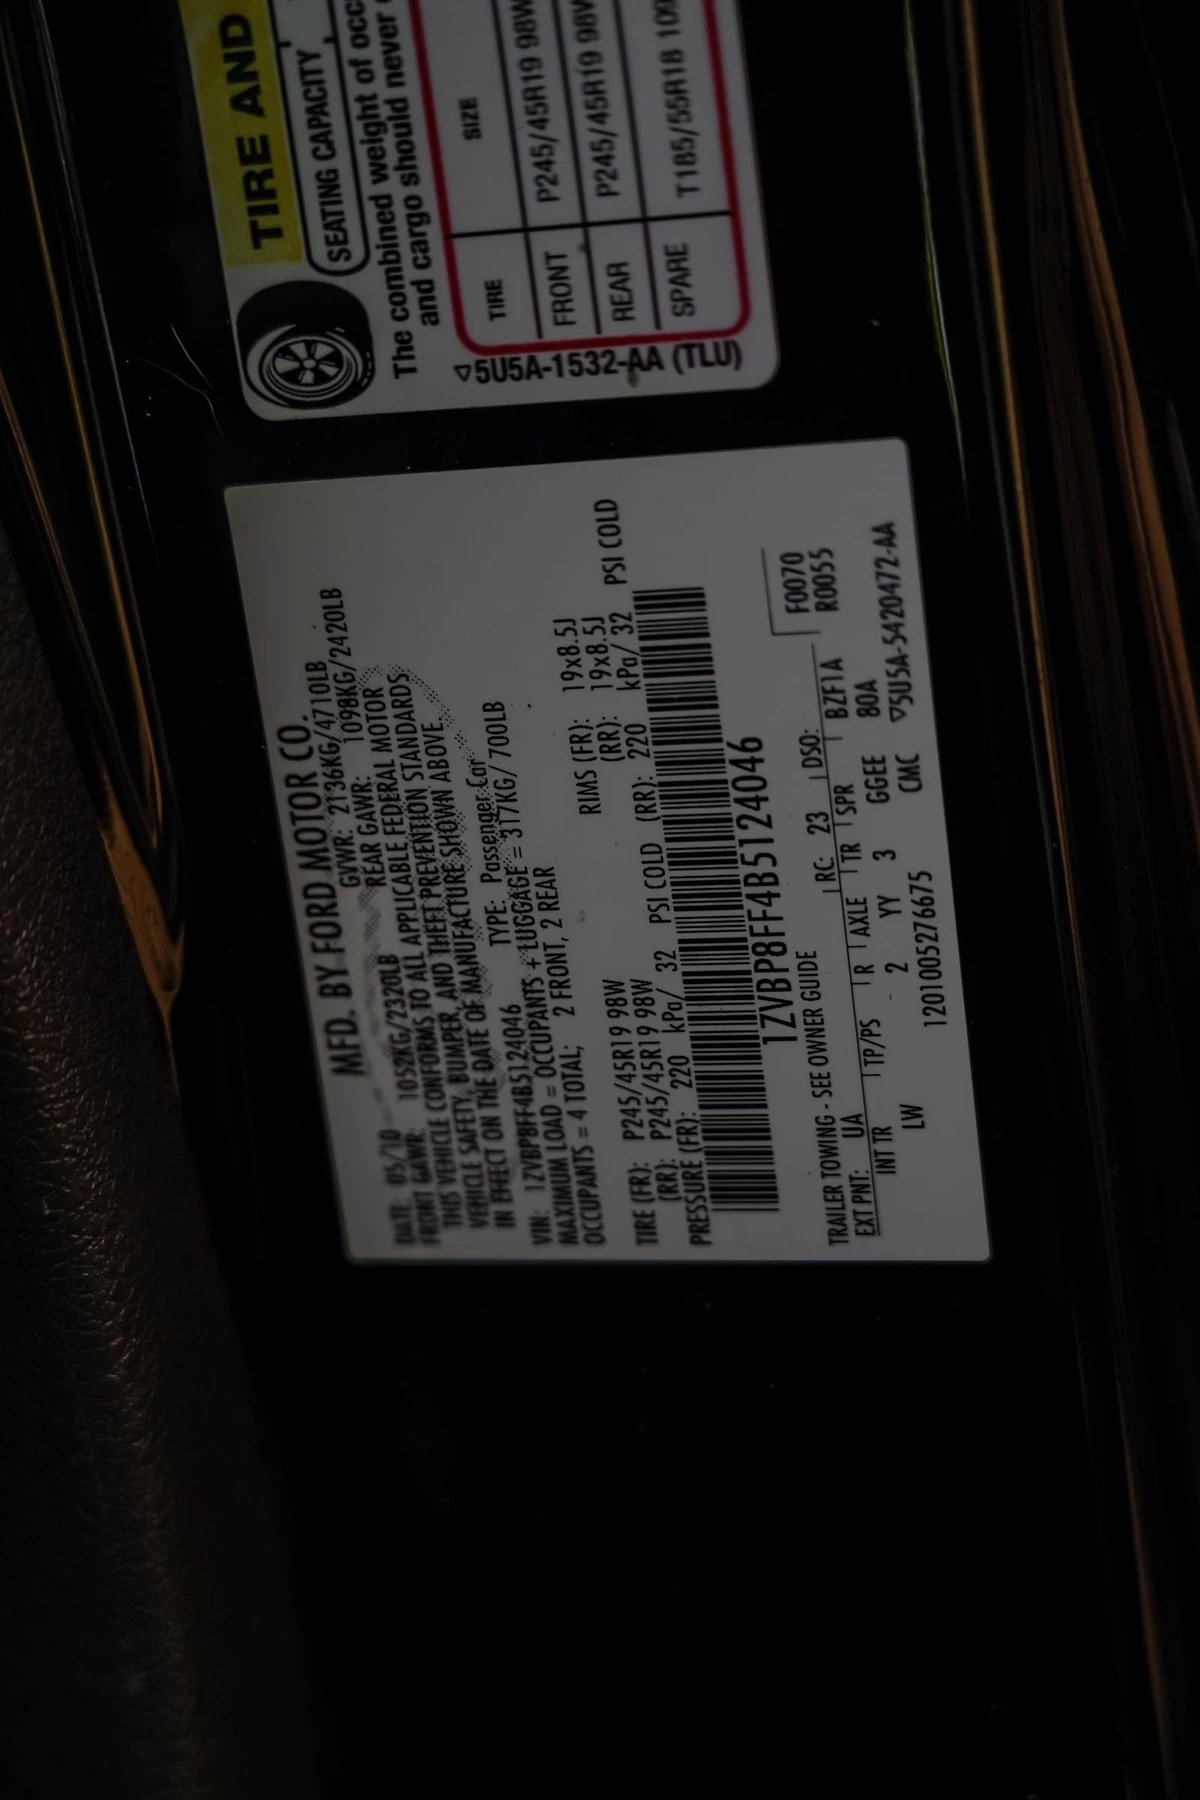 TIRE AND
SEATING CAPACITY
The combined weight of occ
and cargo should never
TIRE SIZE
FRONT P245/45R19 98W
REAR P245/45R19 98W
SPARE T185/55R18 109
▽5U5A-1532-AA (TLU)
MFD. BY FORD MOTOR CO.
DATE: 05/10 GVWR: 2136KG/4710LB
FRONT GAWR: 1052KG/2320LB REAR GAWR: 1098KG/2420LB
THIS VEHICLE CONFORMS TO ALL APPLICABLE FEDERAL MOTOR
VEHICLE SAFETY, BUMPER, AND THEFT PREVENTION STANDARDS
IN EFFECT ON THE DATE OF MANUFACTURE SHOWN ABOVE.
VIN: 1ZVBP8FF4B5124046 TYPE: Passenger Car
MAXIMUM LOAD = OCCUPANTS + LUGGAGE = 317KG/700LB
OCCUPANTS = 4 TOTAL; 2 FRONT, 2 REAR
TIRE (FR): P245/45R19 98W RIMS (FR): 19x8.5J
(RR): P245/45R19 98W (RR): 19x8.5J
PRESSURE (FR): 220 kPa/ 32 PSI COLD (RR): 220 kPa/ 32 PSI COLD
1ZVBP8FF4B5124046
TRAILER TOWING - SEE OWNER GUIDE
F0070
R0055
EXT PNT: UA RC: 23 DSO:
INT TR TP/PS R AXLE TR SPR BZF1A
LW 2 YY 3 GGEE 80A
1201005276675 CMC ▽5U5A-5420472-AA